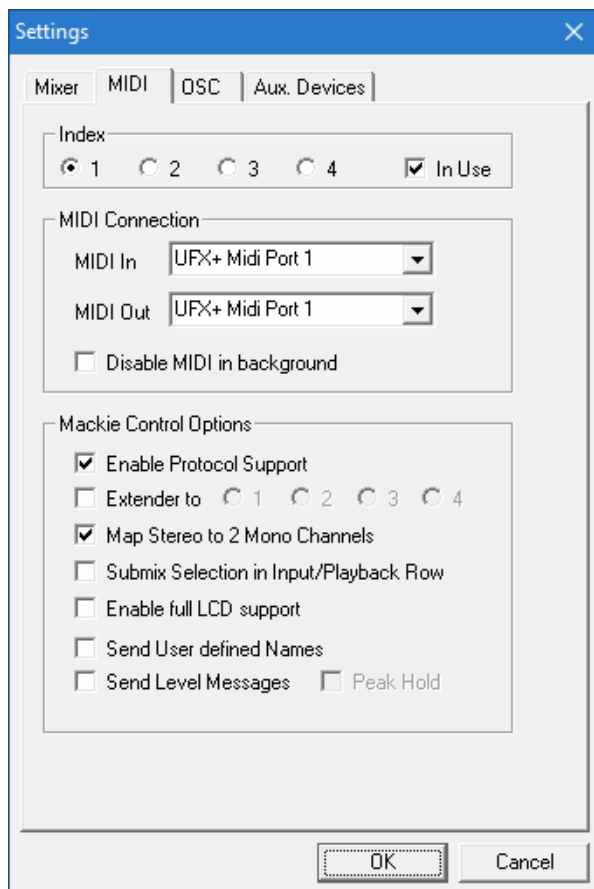 Settings
Mixer MIDI OSC Aux. Devices
Index
1 2 3 4 In Use
MIDI Connection
MIDI In UFX+ Midi Port 1
MIDI Out UFX+ Midi Port 1
Disable MIDI in background
Mackie Control Options
Enable Protocol Support
Extender to 1 2 3 4
Map Stereo to 2 Mono Channels
Submix Selection in Input/Playback Row
Enable full LCD support
Send User defined Names
Send Level Messages Peak Hold
OK Cancel